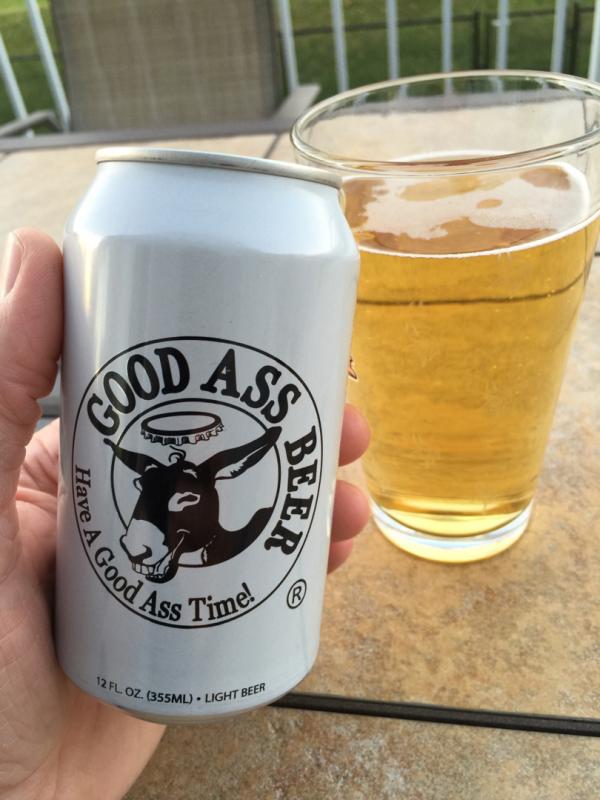 GOOD ASS BEER
Have A Good Ass Time!
®
12 FL. OZ. (355ML) • LIGHT BEER